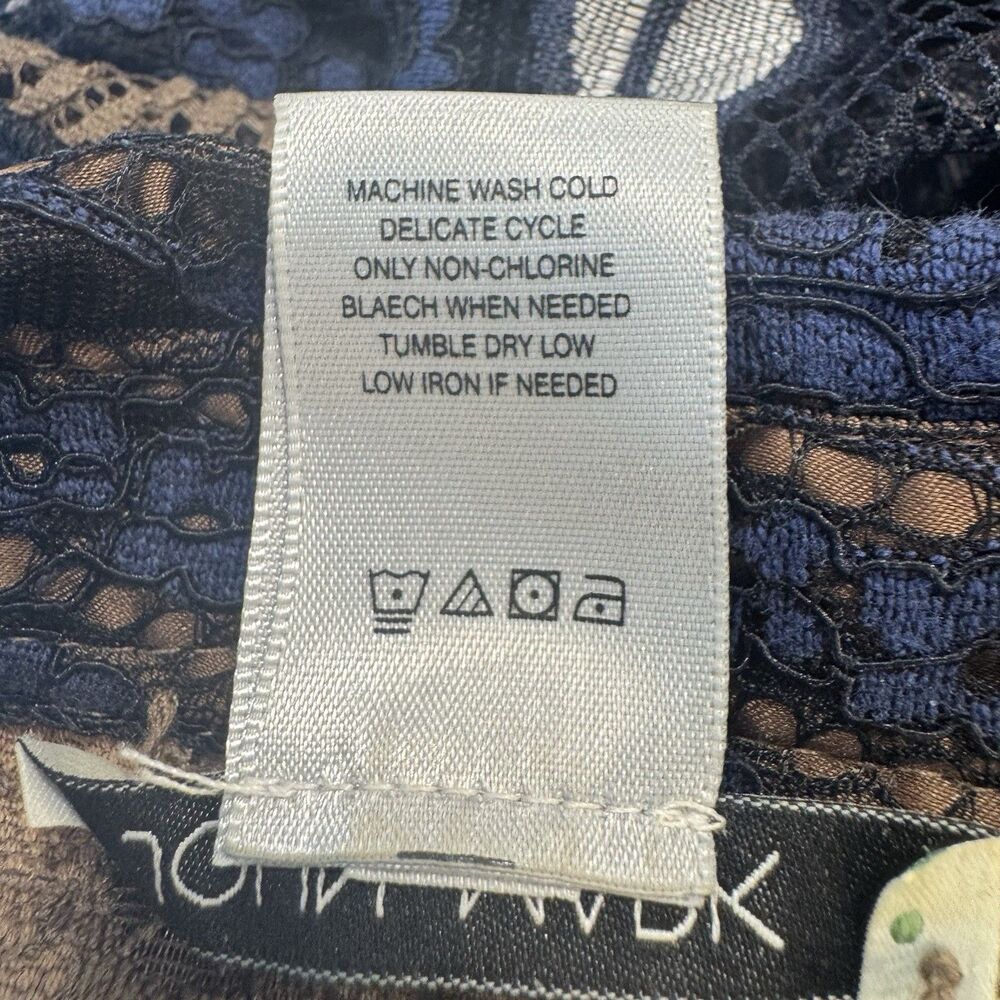 MACHINE WASH COLD
DELICATE CYCLE
ONLY NON-CHLORINE
BLAECH WHEN NEEDED
TUMBLE DRY LOW
LOW IRON IF NEEDED